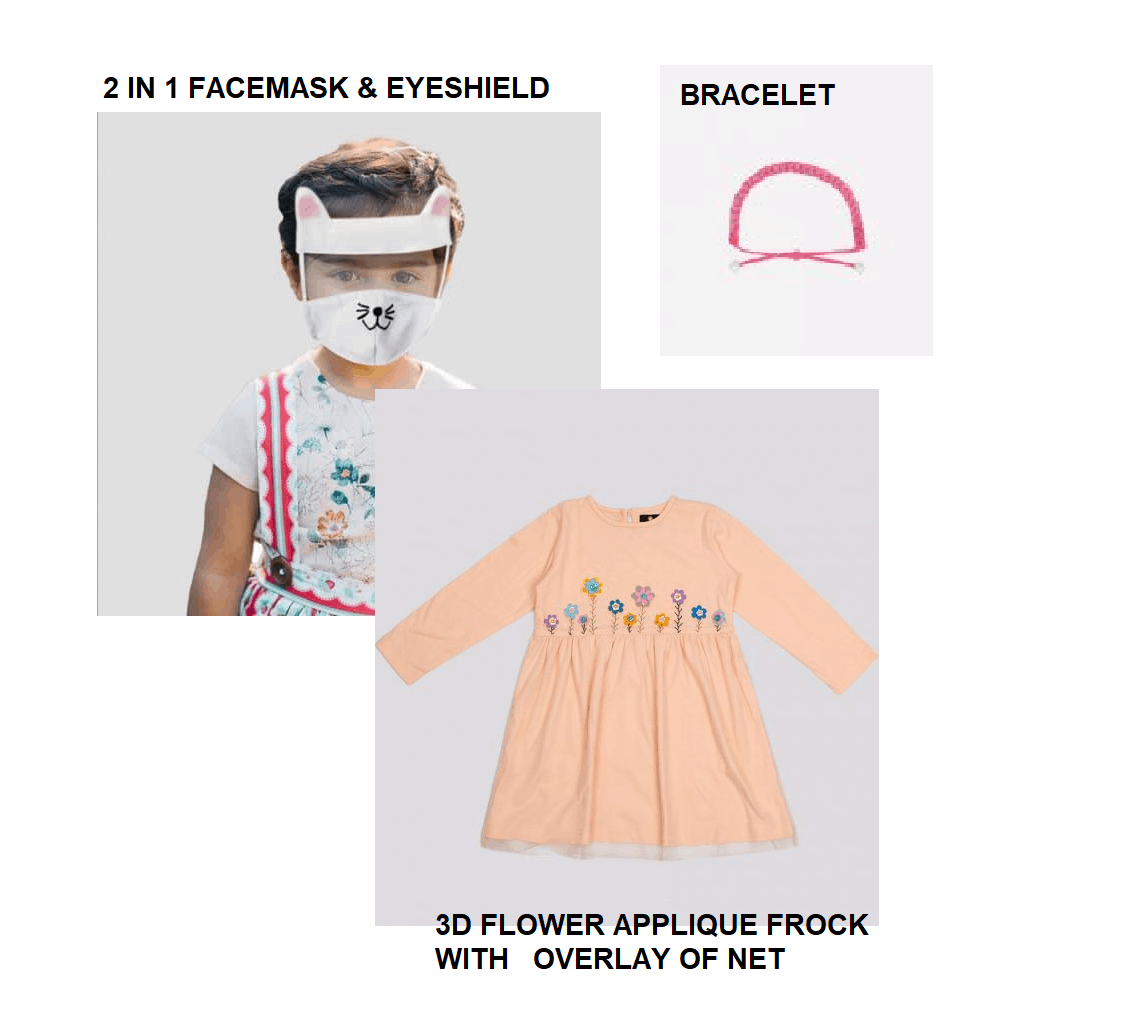 2 IN 1 FACEMASK & EYESHIELD
BRACELET
3D FLOWER APPLIQUE FROCK
WITH   OVERLAY OF NET